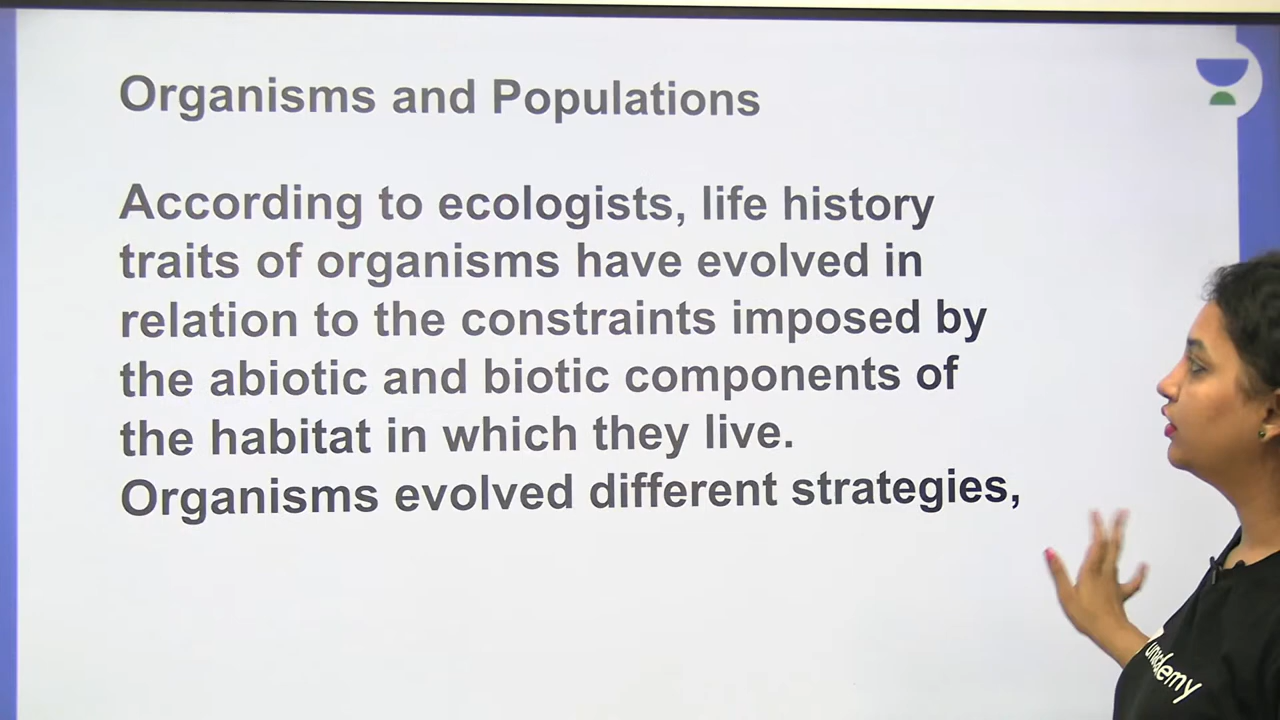 Organisms and Populations
According to ecologists, life history
traits of organisms have evolved in
relation to the constraints imposed by
the abiotic and biotic components of
the habitat in which they live.
Organisms evolved different strategies,
unacademy